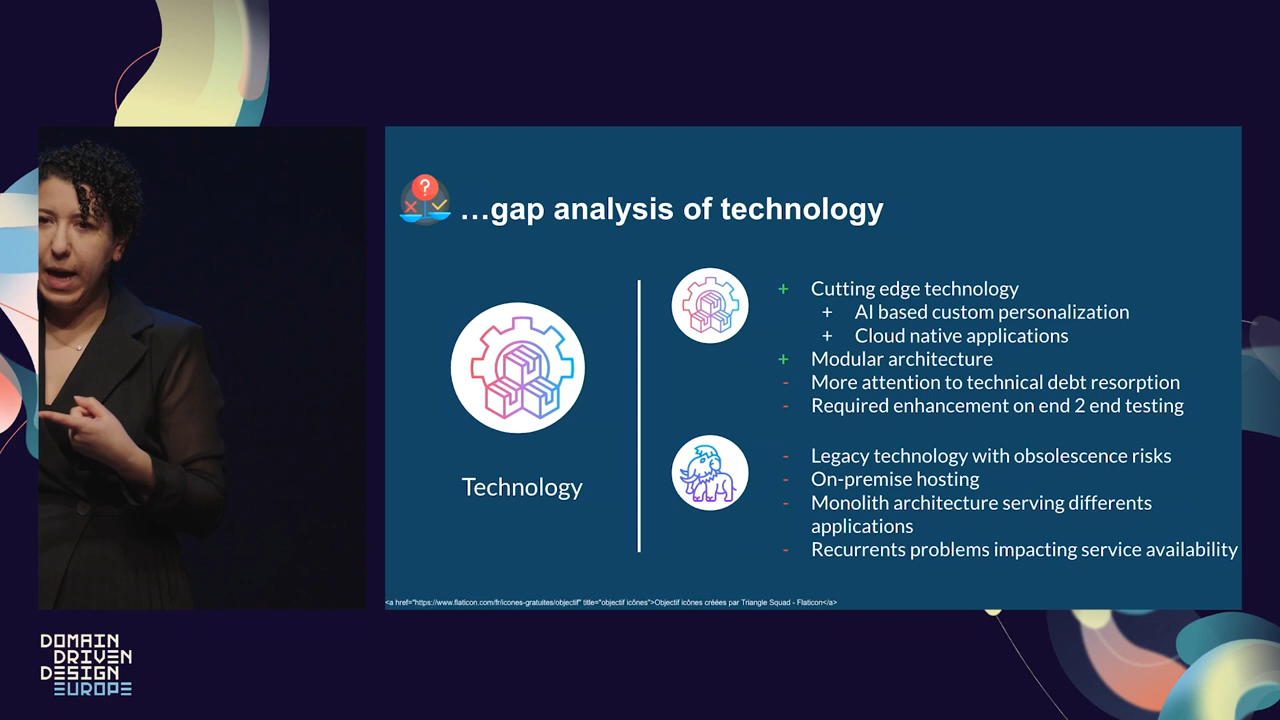 …gap analysis of technology
Technology
+ Cutting edge technology
+ AI based custom personalization
+ Cloud native applications
+ Modular architecture
- More attention to technical debt resorption
- Required enhancement on end 2 end testing
- Legacy technology with obsolescence risks
- On-premise hosting
- Monolith architecture serving differents
applications
- Recurrents problems impacting service availability
<a href="https://www.flaticon.com/fr/icones-gratuites/objectif" title="objectif icônes">Objectif icônes créées par Triangle Squad - Flaticon</a>
DOMAIN
DRIVEN
DESIGN
EUROPE